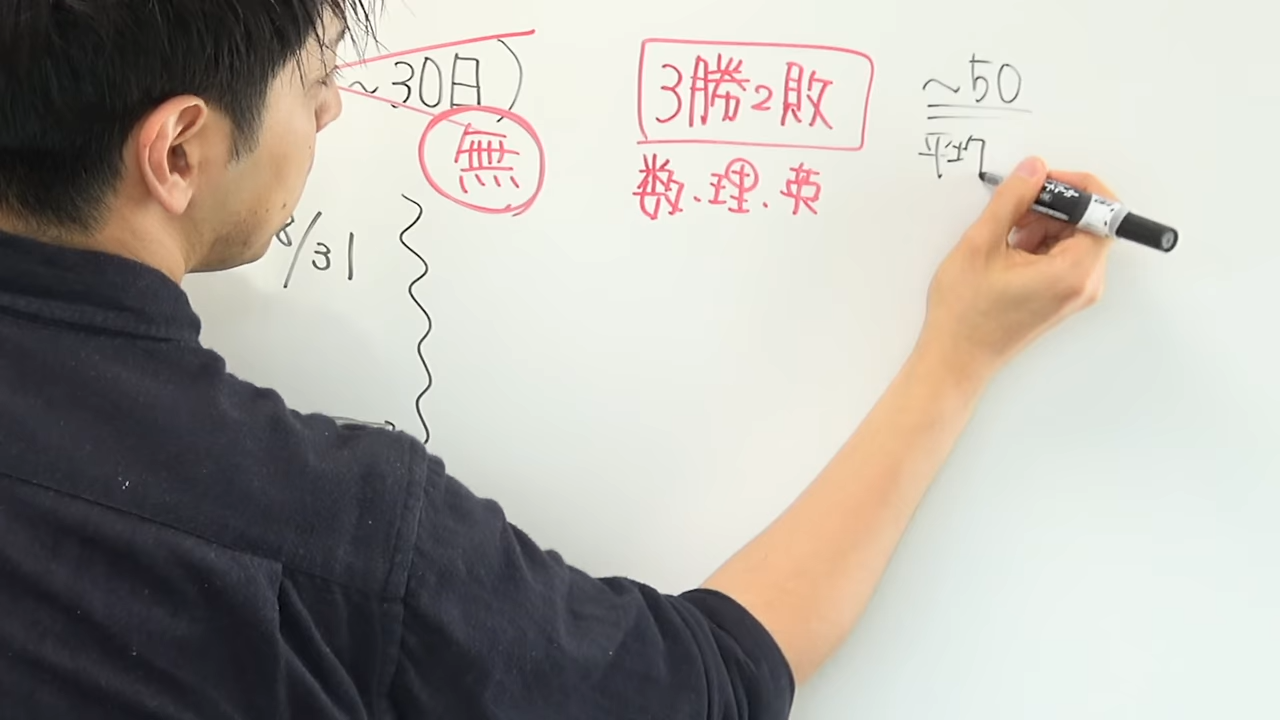 ~30日)
無
8/31
3勝2敗
数・理・英
~50
平均